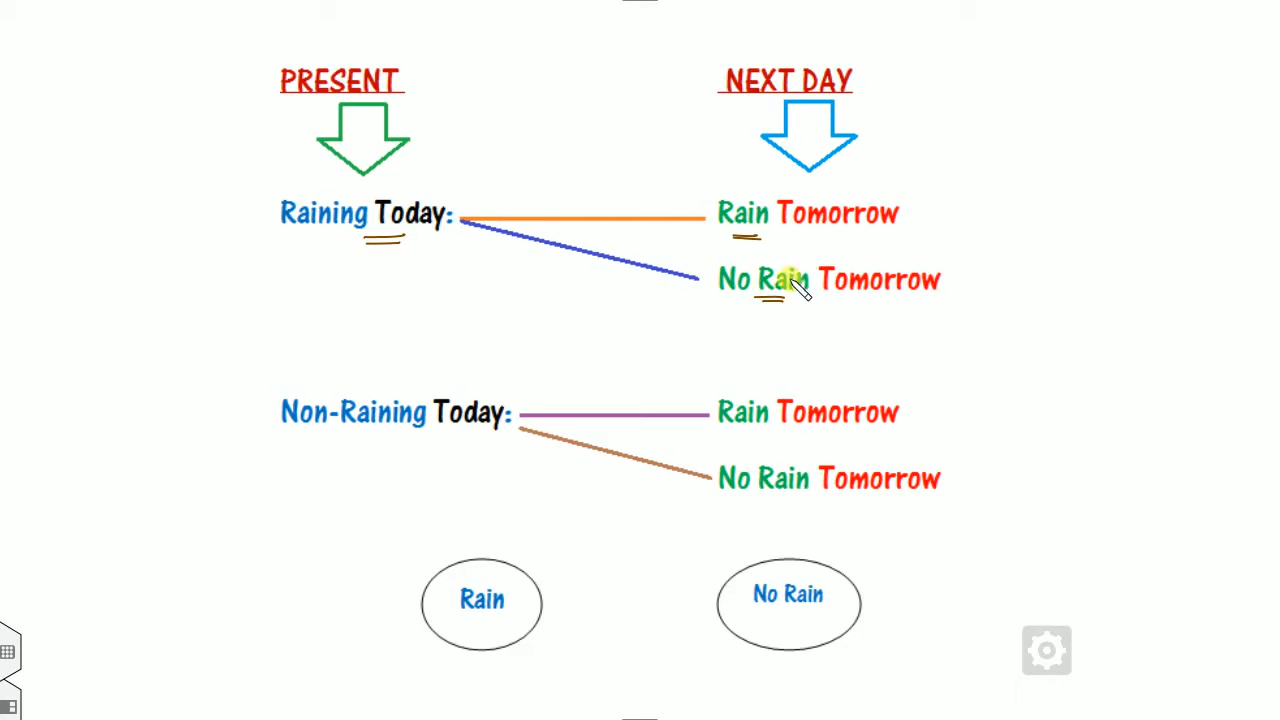 PRESENT
NEXT DAY
Raining Today:
Rain Tomorrow
No Rain Tomorrow
Non-Raining Today:
Rain Tomorrow
No Rain Tomorrow
Rain
No Rain